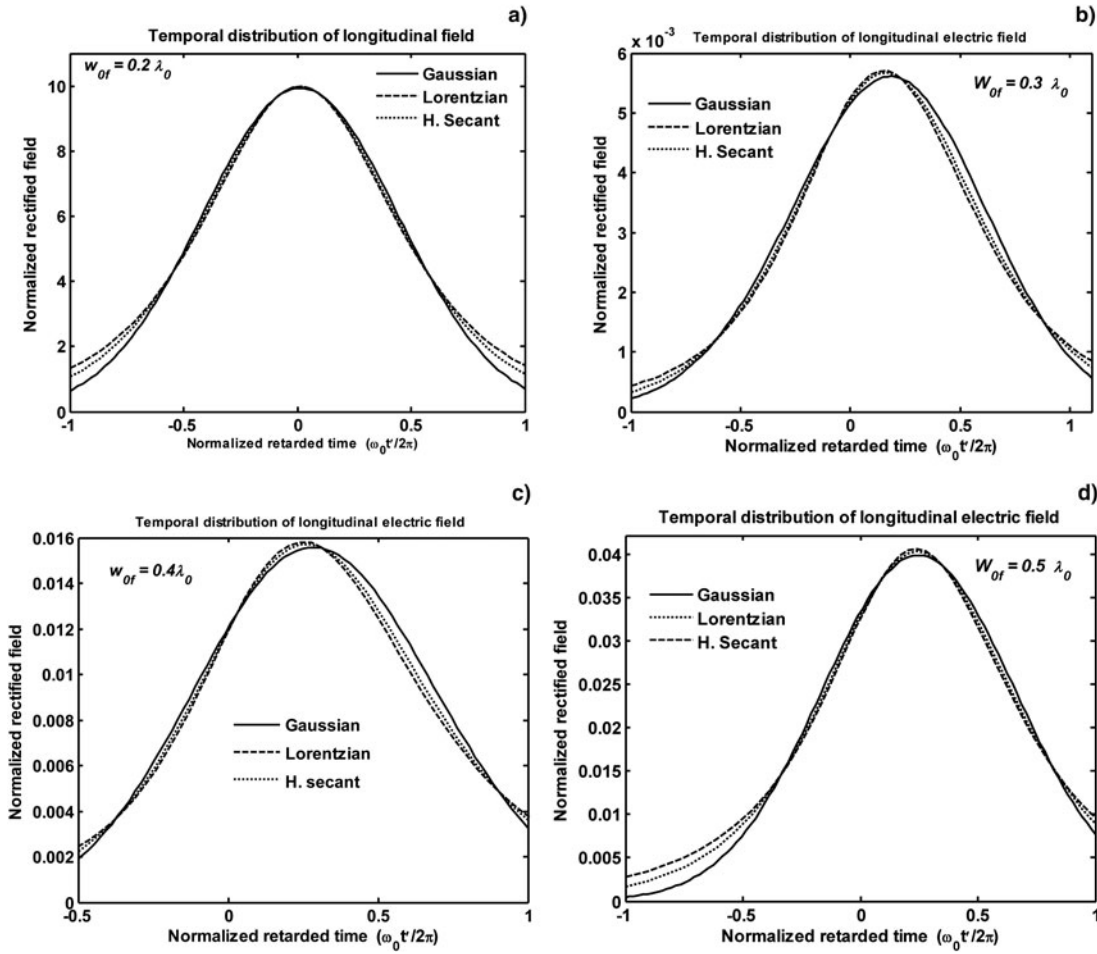 a)
Temporal distribution of longitudinal field
w0f = 0.2 λ0
Gaussian
Lorentzian
H. Secant
Normalized rectified field
10
8
6
4
2
0
-1
-0.5
0
0.5
1
Normalized retarded time (ω0t'/2π)
b)
x 10-3
Temporal distribution of longitudinal electric field
W0f = 0.3 λ0
Gaussian
Lorentzian
H. Secant
Normalized rectified field
6
5
4
3
2
1
0
-1
-0.5
0
0.5
1
Normalized retarded time (ω0t'/2π)
c)
Temporal distribution of longitudinal electric field
w0f = 0.4λ0
Gaussian
Lorentzian
H. secant
Normalized rectified field
0.016
0.014
0.012
0.01
0.008
0.006
0.004
0.002
0
-0.5
0
0.5
1
Normalized retarded time (ω0t'/2π)
d)
Temporal distribution of longitudinal electric field
W0f = 0.5 λ0
Gaussian
Lorentzian
H. Secant
Normalized rectified field
0.04
0.035
0.03
0.025
0.02
0.015
0.01
0.005
0
-1
-0.5
0
0.5
1
Normalized retarded time (ω0t'/2π)